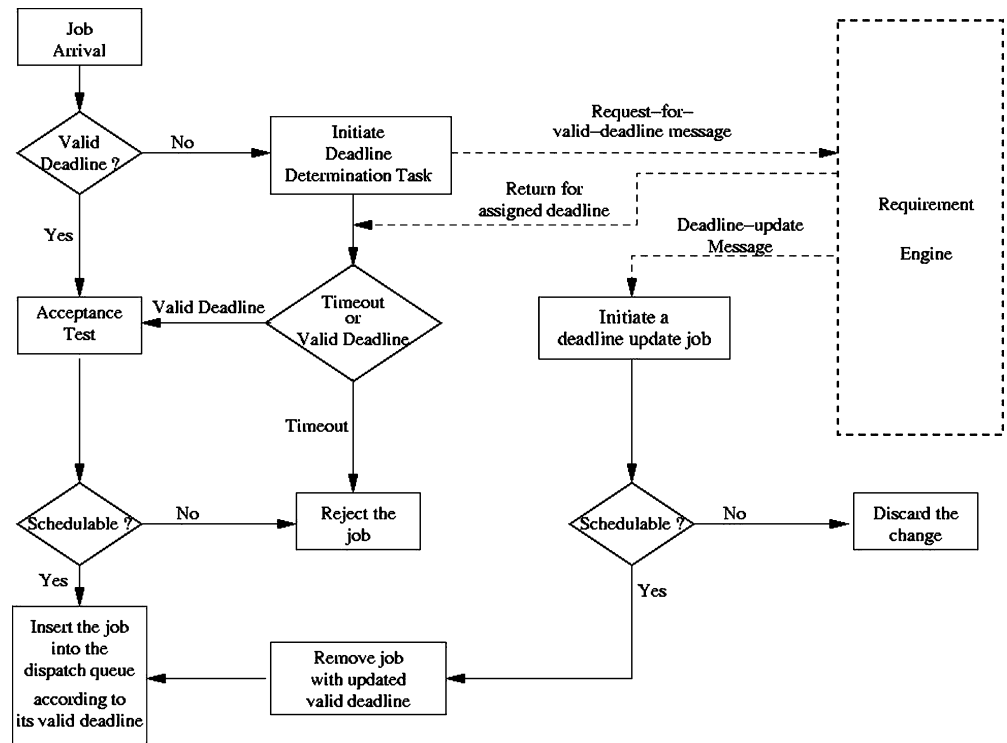 Job
Arrival
Valid
Deadline ?
No
Initiate
Deadline
Determination Task
Request–for–
valid–deadline message
Return for
assigned deadline
Deadline–update
Message
Requirement
Engine
Yes
Acceptance
Test
Valid Deadline
Timeout
or
Valid Deadline
Initiate a
deadline update job
Timeout
Schedulable ?
No
Reject the
job
Schedulable ?
No
Discard the
change
Yes
Yes
Insert the job
into the
dispatch queue
according to
its valid deadline
Remove job
with updated
valid deadline